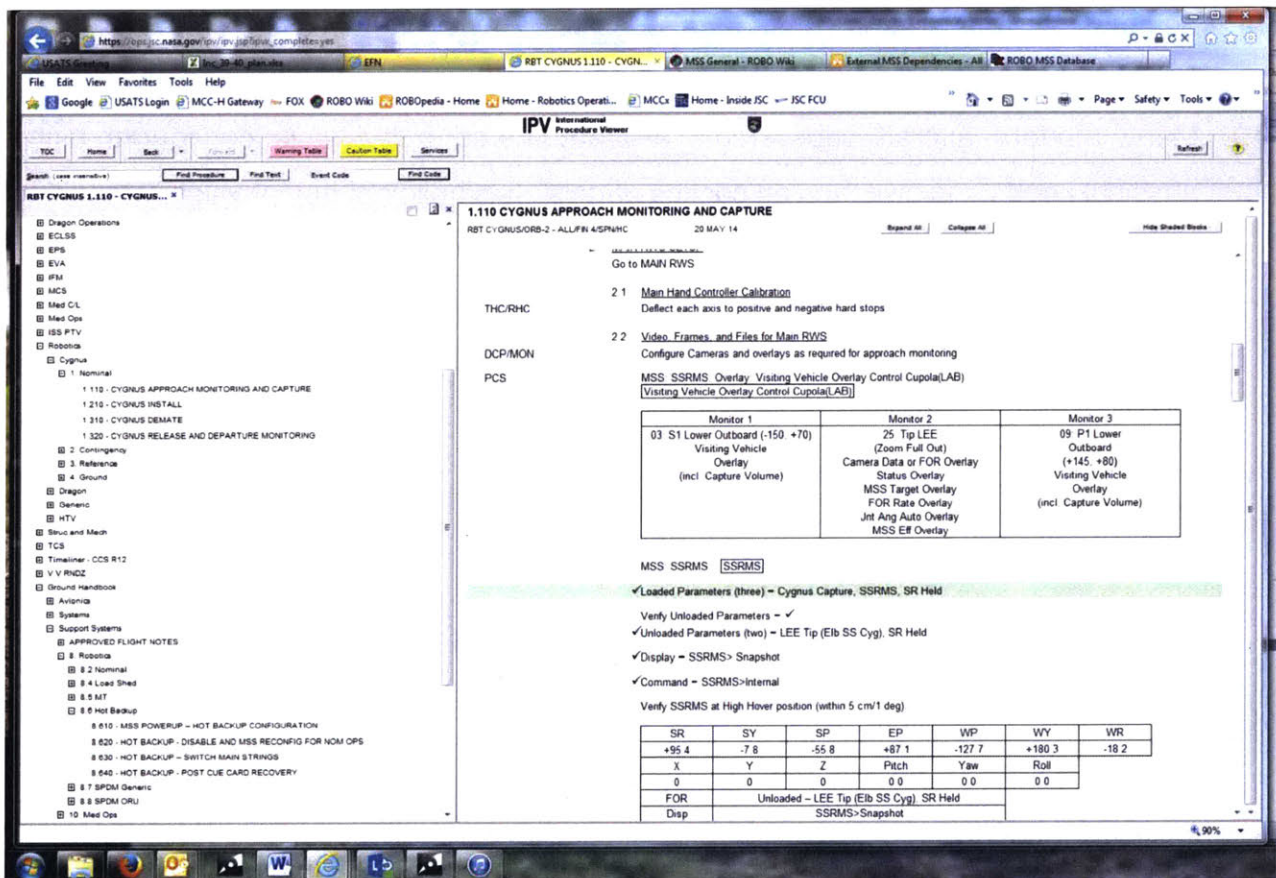 https://ops.jsc.nasa.gov/ipv/ipv.jsp?ipvx_complete=yes
USATS Greeting
Inc_39-40_plan.xlsx
EFN
RBT CYGNUS 1.110 - CYGN...
MSS General - ROBO Wiki
External MSS Dependencies - All
ROBO MSS Database
File Edit View Favorites Tools Help
Google USATS Login MCC-H Gateway FOX ROBO Wiki ROBOpedia - Home Home - Robotics Operati... MCCx Home - Inside JSC JSC FCU
Page Safety Tools
IPV International Procedure Viewer
TOC Home Back Forward Warning Table Caution Table Services Refresh
Search (case insensitive) Find Procedure Find Text Event Code Find Code
RBT CYGNUS 1.110 - CYGNUS...
Dragon Operations
ECLSS
EPS
EVA
IFM
MCS
Med C/L
Med Ops
ISS PTV
Robotics
Cygnus
1 Nominal
1.110 - CYGNUS APPROACH MONITORING AND CAPTURE
1.210 - CYGNUS INSTALL
1.310 - CYGNUS DEMATE
1.320 - CYGNUS RELEASE AND DEPARTURE MONITORING
2 Contingency
3. Reference
4 Ground
Dragon
Generic
HTV
Struc and Mech
TCS
Timeliner - CCS R12
V V RNDZ
Ground Handbook
Avionics
Systems
Support Systems
APPROVED FLIGHT NOTES
8. Robotics
8.2 Nominal
8.4 Load Shed
8.5 MT
8.6 Hot Backup
8.610 - MSS POWERUP – HOT BACKUP CONFIGURATION
8.620 - HOT BACKUP - DISABLE AND MSS RECONFIG FOR NOM OPS
8.630 - HOT BACKUP – SWITCH MAIN STRINGS
8.640 - HOT BACKUP - POST CUE CARD RECOVERY
8.7 SPDM Generic
8.8 SPDM ORU
10. Med Ops
1.110 CYGNUS APPROACH MONITORING AND CAPTURE
RBT CYGNUS/ORB-2 - ALL/FIN 4/SPN/HC 20 MAY 14 Expand All Collapse All Hide Shaded Blocks
Go to MAIN RWS
2.1 Main Hand Controller Calibration
THC/RHC Deflect each axis to positive and negative hard stops
2.2 Video, Frames, and Files for Main RWS
DCP/MON Configure Cameras and overlays as required for approach monitoring
PCS MSS SSRMS Overlay Visiting Vehicle Overlay Control Cupola(LAB)
Visiting Vehicle Overlay Control Cupola(LAB)
Monitor 1 Monitor 2 Monitor 3
03 S1 Lower Outboard (-150, +70) 25 Tip LEE 09 P1 Lower
Visiting Vehicle (Zoom Full Out) Outboard
Overlay Camera Data or FOR Overlay (+145, +80)
(incl Capture Volume) Status Overlay Visiting Vehicle
MSS Target Overlay Overlay
FOR Rate Overlay (incl Capture Volume)
Jnt Ang Auto Overlay
MSS Eff Overlay
MSS SSRMS SSRMS
✓Loaded Parameters (three) – Cygnus Capture, SSRMS, SR Held
Verify Unloaded Parameters – ✓
✓Unloaded Parameters (two) – LEE Tip (Elb SS Cyg), SR Held
✓Display – SSRMS> Snapshot
✓Command – SSRMS>Internal
Verify SSRMS at High Hover position (within 5 cm/1 deg)
SR SY SP EP WP WY WR
+95.4 -7.8 -55.8 +87.1 -127.7 +180.3 -18.2
X Y Z Pitch Yaw Roll
0 0 0 0.0 0.0 0.0
FOR Unloaded – LEE Tip (Elb SS Cyg), SR Held
Disp SSRMS>Snapshot
90%